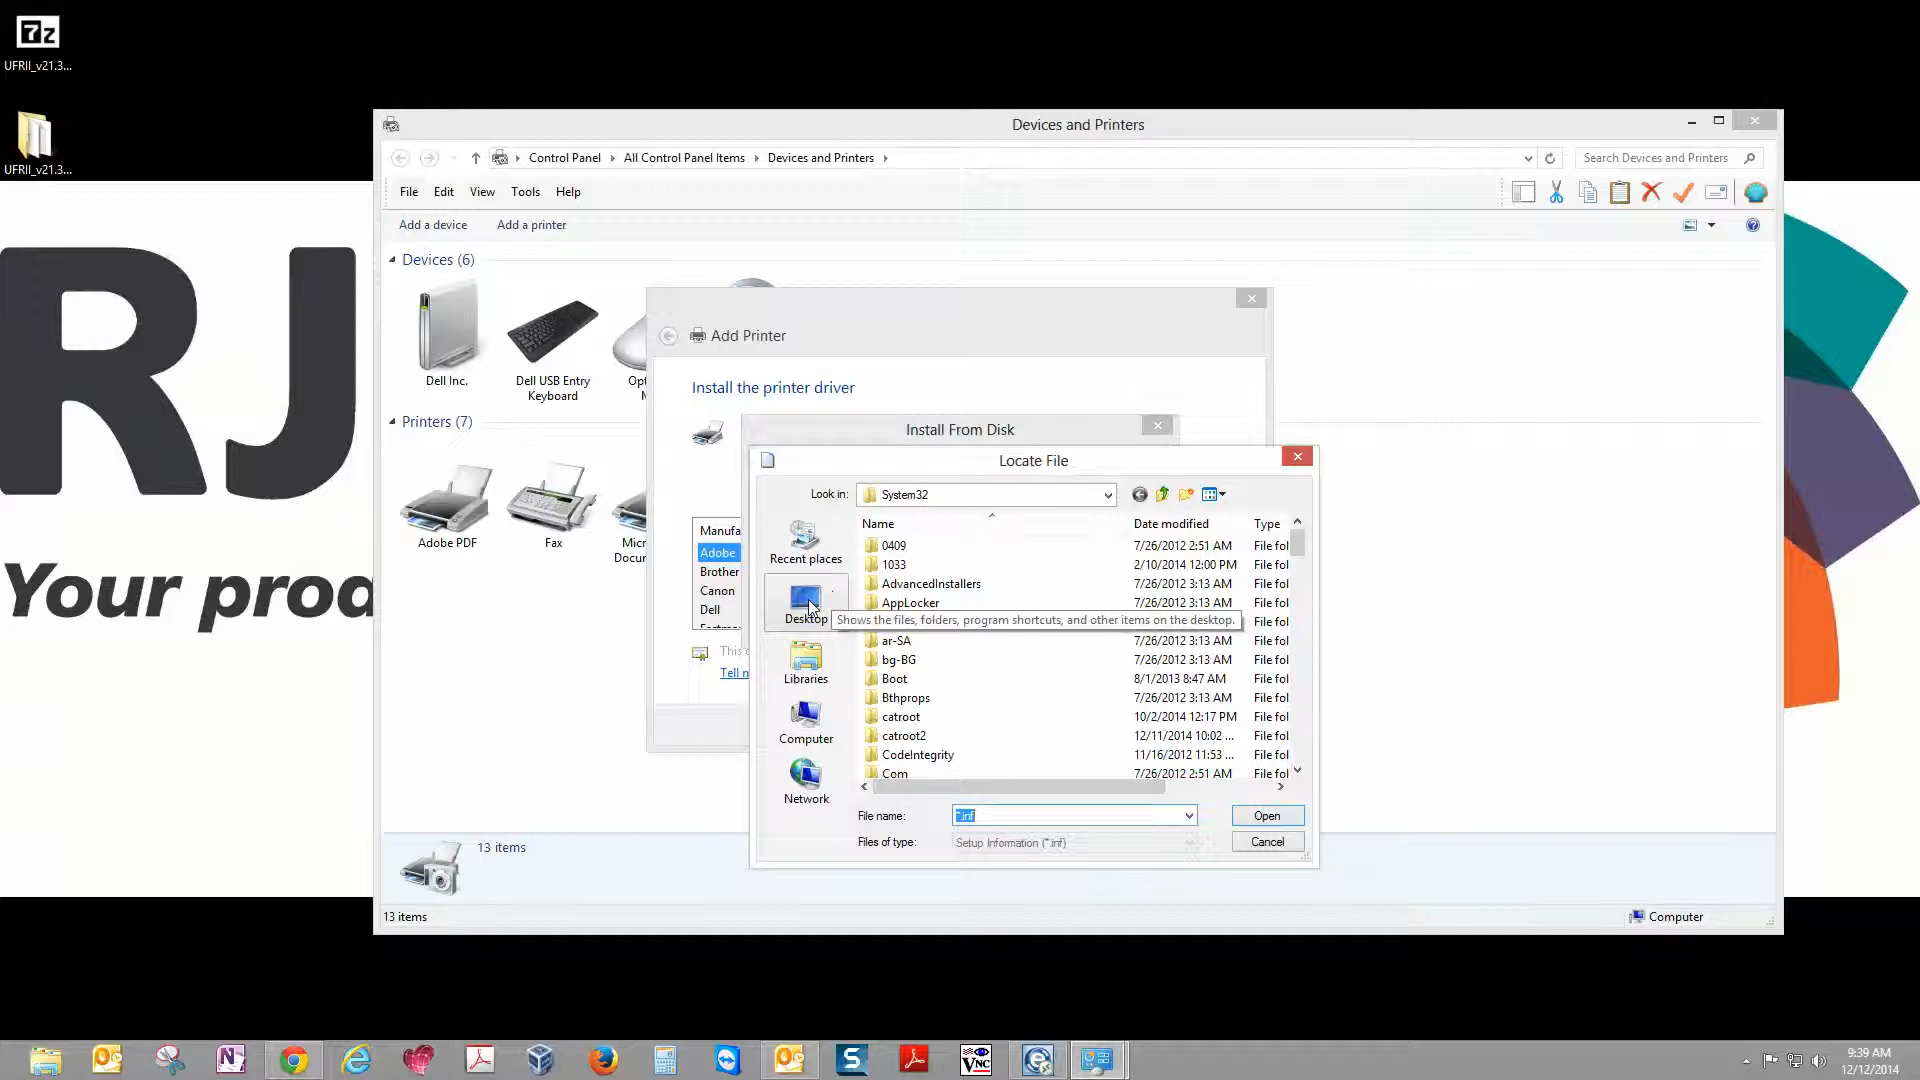 UFRII_v21.3...
UFRII_v21.3...
RJ
Your prod
Devices and Printers
Control Panel
All Control Panel Items
Devices and Printers
Search Devices and Printers
File
Edit
View
Tools
Help
Add a device
Add a printer
Devices (6)
Dell Inc.
Dell USB Entry
Keyboard
Opt
M
Printers (7)
Adobe PDF
Fax
Micr
Docun
Add Printer
Install the printer driver
Manufa
Adobe
Brother
Canon
Dell
This d
Tell n
Install From Disk
Locate File
Look in:
System32
Recent places
Desktop
Libraries
Computer
Network
Name
Date modified
Type
0409
7/26/2012 2:51 AM
File fol
1033
2/10/2014 12:00 PM
File fol
AdvancedInstallers
7/26/2012 3:13 AM
File fol
AppLocker
7/26/2012 3:13 AM
File fol
Shows the files, folders, program shortcuts, and other items on the desktop.
File fol
ar-SA
7/26/2012 3:13 AM
File fol
bg-BG
7/26/2012 3:13 AM
File fol
Boot
8/1/2013 8:47 AM
File fol
Bthprops
7/26/2012 3:13 AM
File fol
catroot
10/2/2014 12:17 PM
File fol
catroot2
12/11/2014 10:02 ...
File fol
CodeIntegrity
11/16/2012 11:53 ...
File fol
Com
7/26/2012 2:51 AM
File fol
File name:
*.inf
Open
Files of type:
Setup Information (*.inf)
Cancel
13 items
13 items
Computer
9:39 AM
12/12/2014